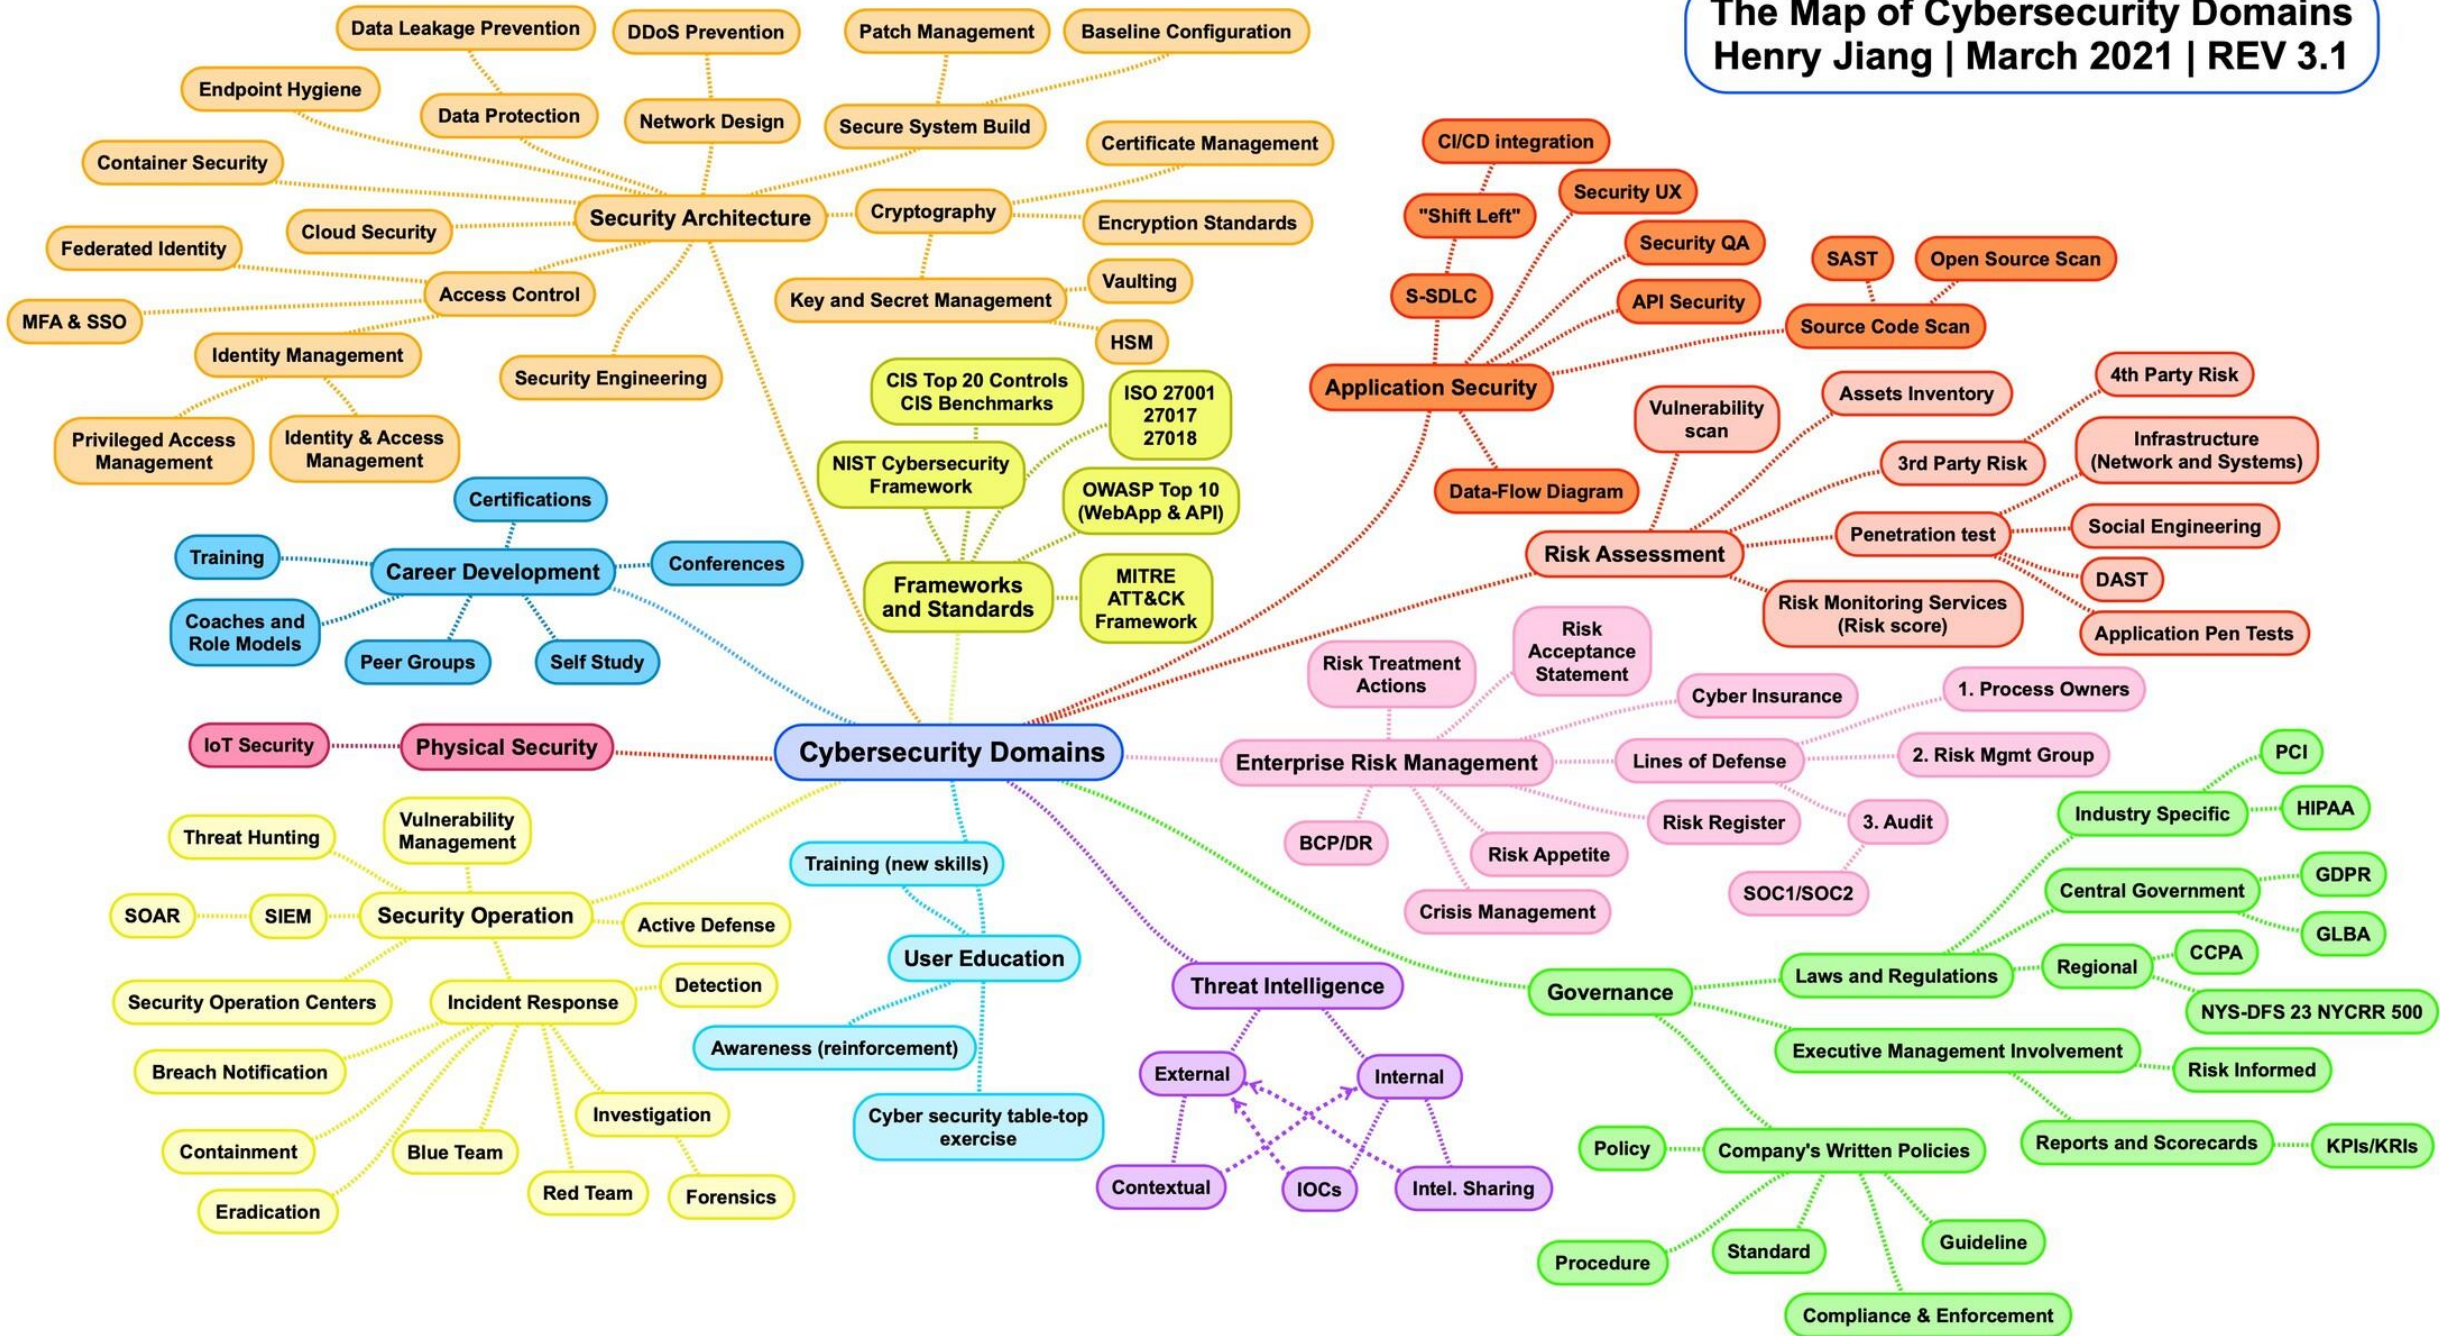 The Map of Cybersecurity Domains
Henry Jiang | March 2021 | REV 3.1
Data Leakage Prevention
DDoS Prevention
Patch Management
Baseline Configuration
Endpoint Hygiene
Data Protection
Network Design
Secure System Build
Certificate Management
Container Security
Security Architecture
Cryptography
Encryption Standards
Cloud Security
Federated Identity
Access Control
Key and Secret Management
Vaulting
HSM
MFA & SSO
Identity Management
Security Engineering
Privileged Access
Management
Identity & Access
Management
CI/CD integration
Security UX
"Shift Left"
Security QA
SAST
Open Source Scan
S-SDLC
API Security
Source Code Scan
Application Security
Data-Flow Diagram
CIS Top 20 Controls
CIS Benchmarks
ISO 27001
27017
27018
NIST Cybersecurity
Framework
OWASP Top 10
(WebApp & API)
Frameworks
and Standards
MITRE
ATT&CK
Framework
Vulnerability
scan
Assets Inventory
4th Party Risk
3rd Party Risk
Infrastructure
(Network and Systems)
Penetration test
Social Engineering
Risk Assessment
DAST
Risk Monitoring Services
(Risk score)
Application Pen Tests
Certifications
Training
Career Development
Conferences
Coaches and
Role Models
Peer Groups
Self Study
IoT Security
Physical Security
Cybersecurity Domains
Risk Treatment
Actions
Risk
Acceptance
Statement
Cyber Insurance
1. Process Owners
Enterprise Risk Management
Lines of Defense
2. Risk Mgmt Group
BCP/DR
Risk Appetite
Risk Register
3. Audit
Crisis Management
SOC1/SOC2
Threat Hunting
Vulnerability
Management
SOAR
SIEM
Security Operation
Active Defense
Security Operation Centers
Incident Response
Detection
Breach Notification
Investigation
Containment
Blue Team
Red Team
Forensics
Eradication
Training (new skills)
User Education
Awareness (reinforcement)
Cyber security table-top
exercise
Threat Intelligence
External
Internal
Contextual
IOCs
Intel. Sharing
PCI
Industry Specific
HIPAA
Central Government
GDPR
GLBA
Governance
Laws and Regulations
Regional
CCPA
NYS-DFS 23 NYCRR 500
Executive Management Involvement
Risk Informed
Reports and Scorecards
KPIs/KRIs
Policy
Company's Written Policies
Procedure
Standard
Guideline
Compliance & Enforcement